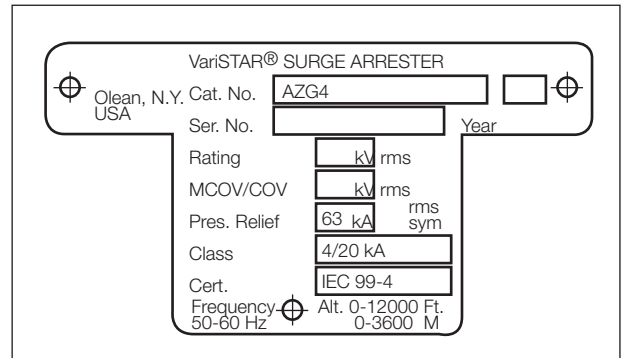 VariSTAR® SURGE ARRESTER
Olean, N.Y. Cat. No. AZG4
USA
Ser. No. Year
Rating kV rms
MCOV/COV kV rms
Pres. Relief 63 kA rms sym
Class 4/20 kA
Cert. IEC 99-4
Frequency Alt. 0-12000 Ft.
50-60 Hz 0-3600 M